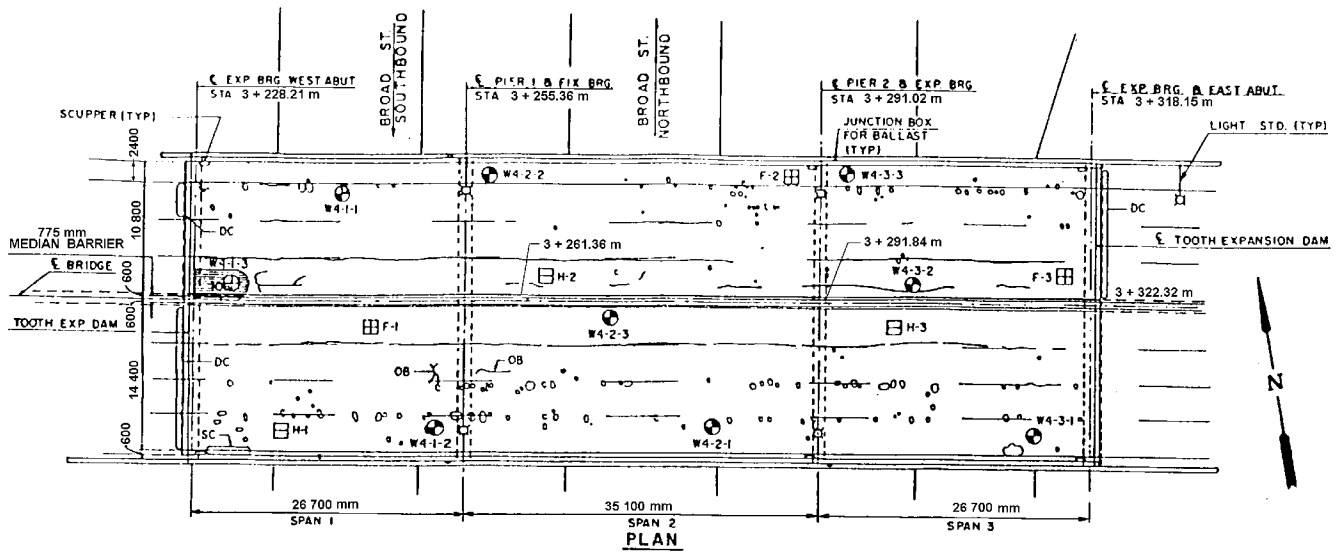 BROAD ST.
SOUTHBOUND
BROAD ST.
NORTHBOUND
℄ EXP BRG WEST ABUT
STA 3 + 228.21 m
℄ PIER 1 & FIX BRG
STA 3 + 255.36 m
℄ PIER 2 & EXP. BRG
STA 3 + 291.02 m
℄ EXP. BRG. & EAST ABUT.
STA 3 + 318.15 m
SCUPPER (TYP)
JUNCTION BOX
FOR BALLAST
(TYP)
LIGHT STD. (TYP)
2400
W4-2-2
F-2
W4-3-3
W4-1-1
10 800
DC
DC
775 mm
MEDIAN BARRIER
3 + 261.36 m
3 + 291.84 m
℄ TOOTH EXPANSION DAM
℄ BRIDGE
W4-1-3
H-2
W4-3-2
F-3
600
3 + 322.32 m
600
TOOTH EXP DAM
F-1
W4-2-3
H-3
DC
OB
OB
14 400
H-1
SC
W4-1-2
W4-2-1
W4-3-1
600
N
26 700 mm
SPAN 1
35 100 mm
SPAN 2
26 700 mm
SPAN 3
PLAN